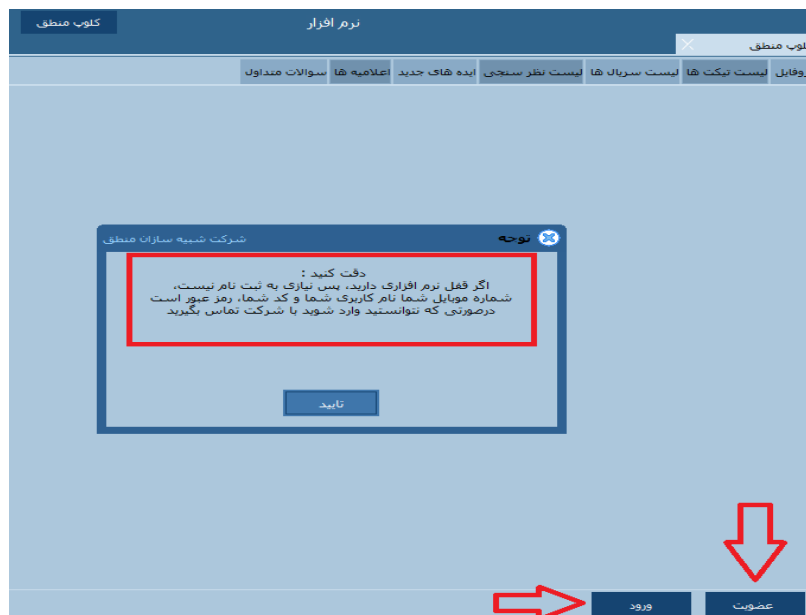 نرم افزار
کلوپ منطق
لوپ منطق
وفایل لیست تیکت ها لیست سریال ها لیست نظر سنجی ایده های جدید اعلامیه ها سوالات متداول
توجه
شرکت شبیه سازان منطق
دقت کنید :
اگر قفل نرم افزاری دارید، پس نیازی به ثبت نام نیست،
شماره موبایل شما نام کاربری شما و کد شما، رمز عبور است
درصورتی که نتوانستید وارد شوید با شرکت تماس بگیرید
تایید
عضویت
ورود